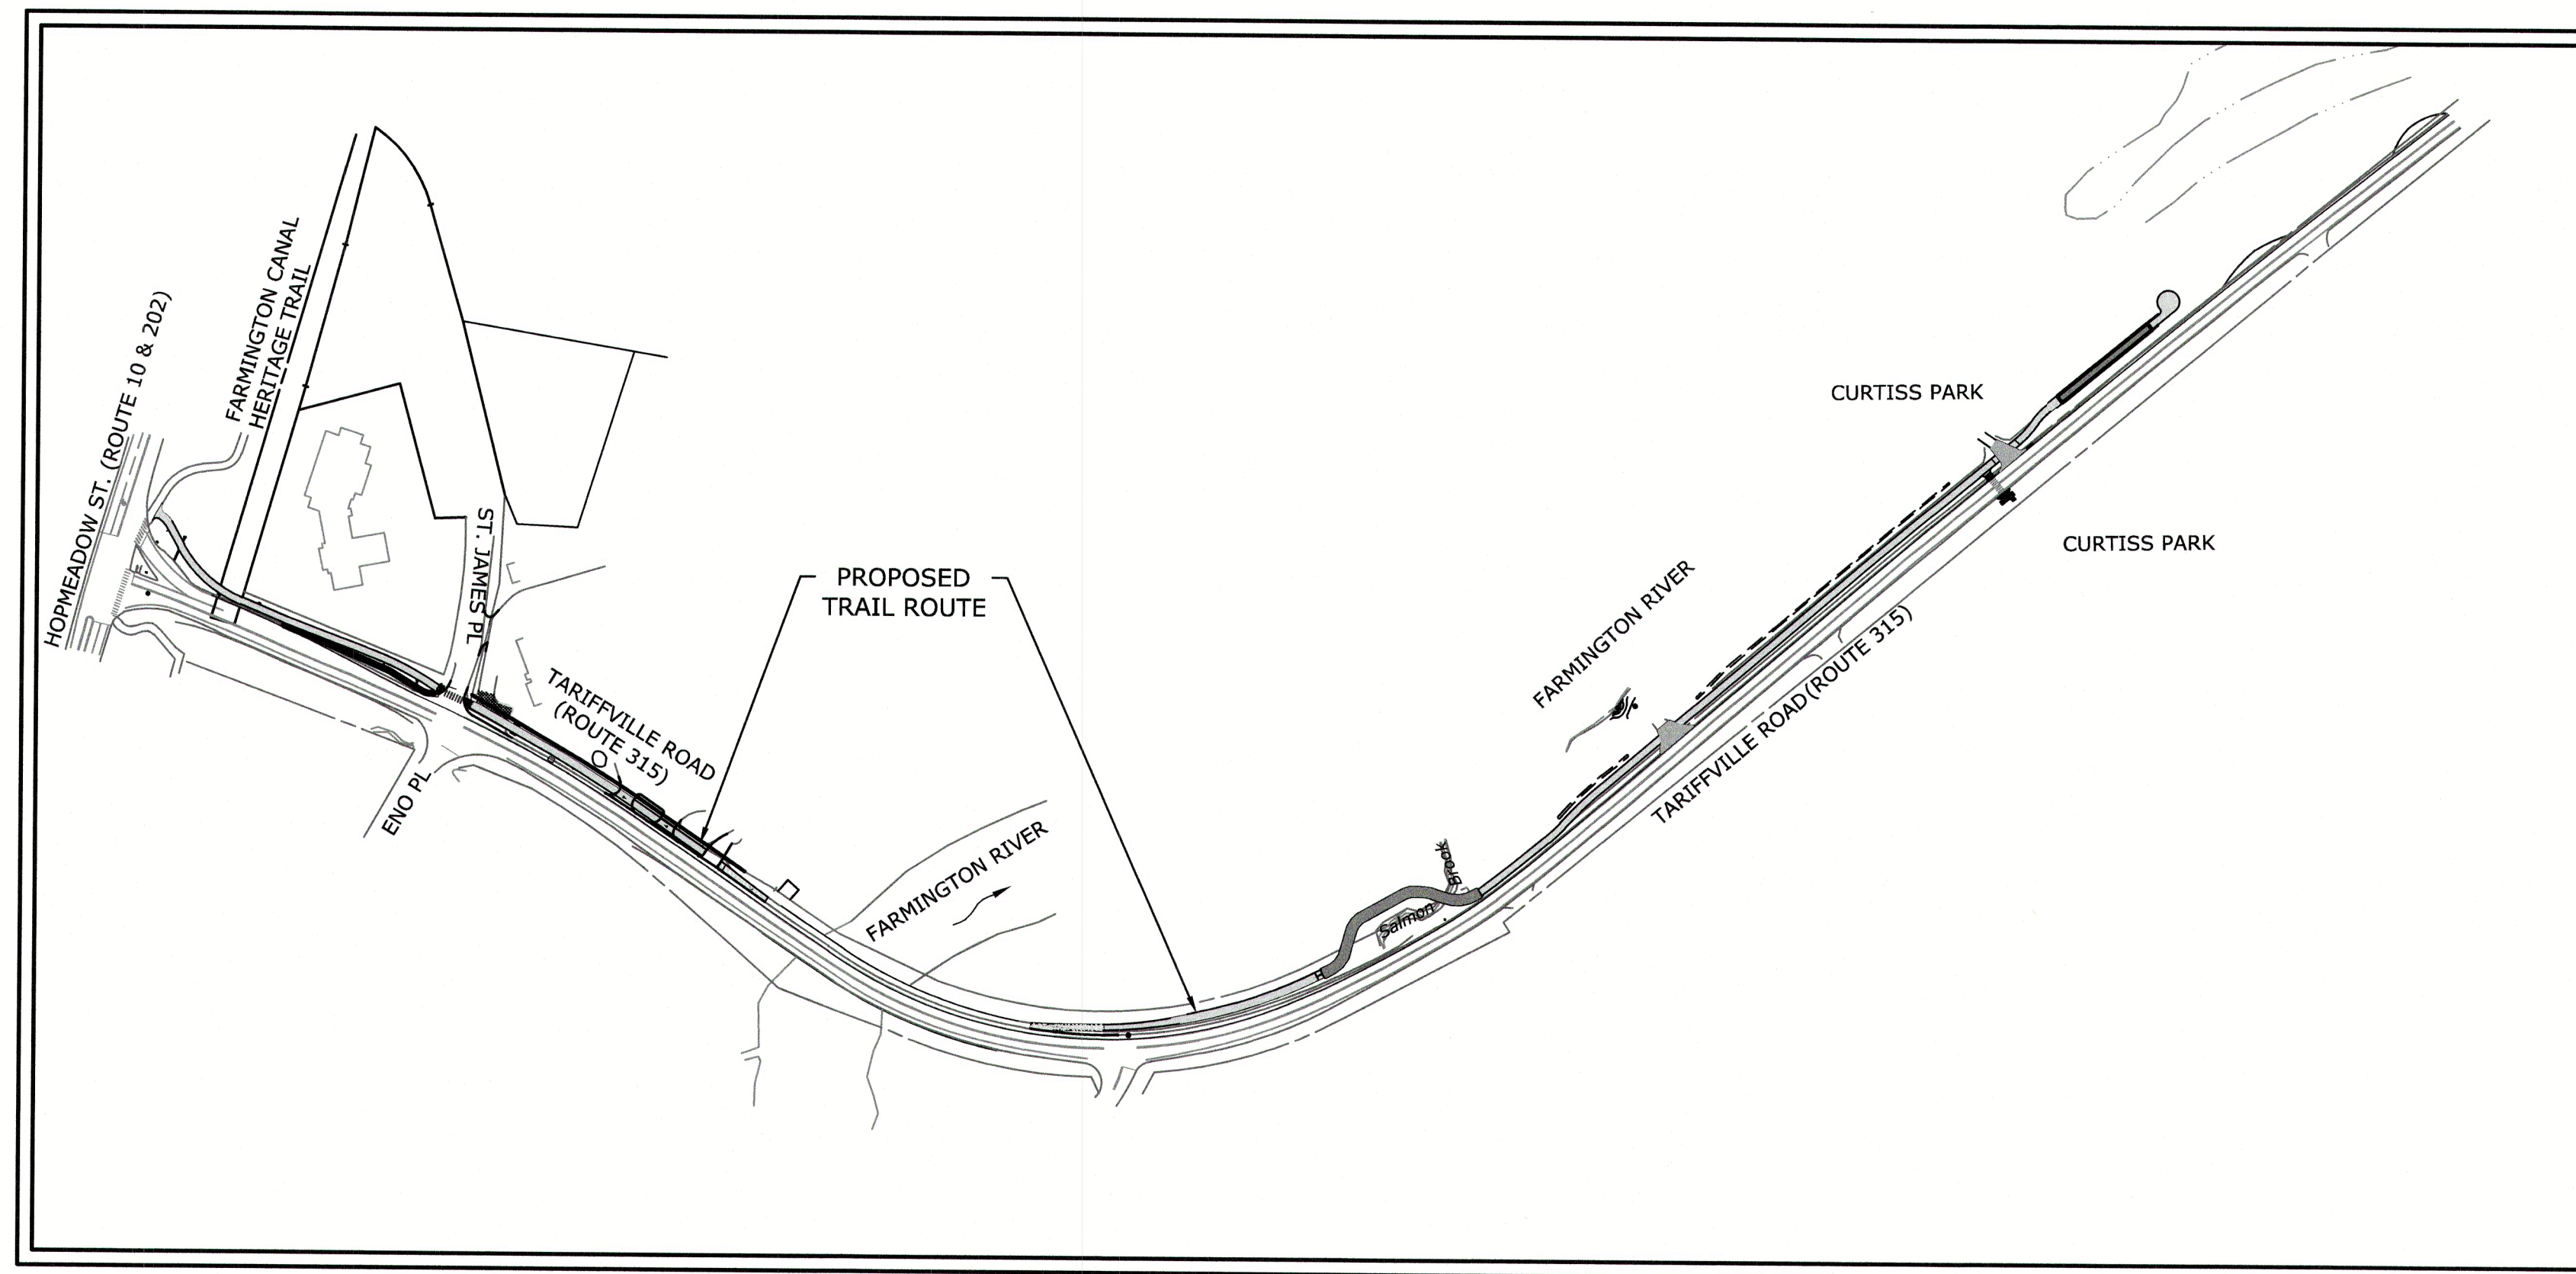 HOPMEADOW ST. (ROUTE 10 & 202)
FARMINGTON CANAL
HERITAGE TRAIL
ST. JAMES PL
ENO PL
TARIFFVILLE ROAD
(ROUTE 315)
PROPOSED
TRAIL ROUTE
FARMINGTON RIVER
Salmon
Brook
FARMINGTON RIVER
TARIFFVILLE ROAD(ROUTE 315)
CURTISS PARK
CURTISS PARK